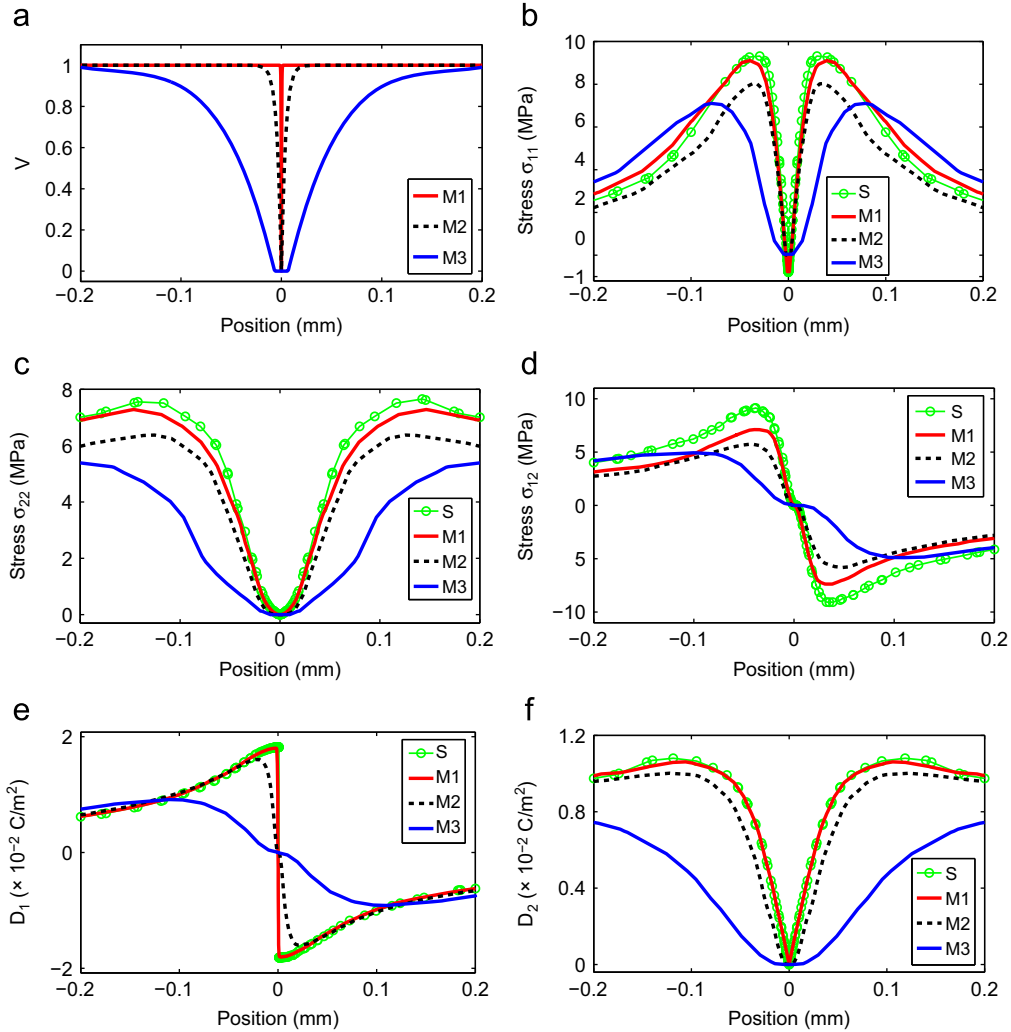 a
V
1
0.8
0.6
0.4
0.2
0
−0.2 −0.1 0 0.1 0.2
Position (mm)
M1
M2
M3
b
Stress σ11 (MPa)
10
8
6
4
2
0
−1
−0.2 −0.1 0 0.1 0.2
Position (mm)
S
M1
M2
M3
c
Stress σ22 (MPa)
8
6
4
2
0
−0.2 −0.1 0 0.1 0.2
Position (mm)
S
M1
M2
M3
d
Stress σ12 (MPa)
10
5
0
5
−10
−0.2 −0.1 0 0.1 0.2
Position (mm)
S
M1
M2
M3
e
D1 (× 10−2 C/m2)
2
0
−2
−0.2 −0.1 0 0.1 0.2
Position (mm)
S
M1
M2
M3
f
D2 (× 10−2 C/m2)
1.2
0.8
0.4
0
−0.2 −0.1 0 0.1 0.2
Position (mm)
S
M1
M2
M3